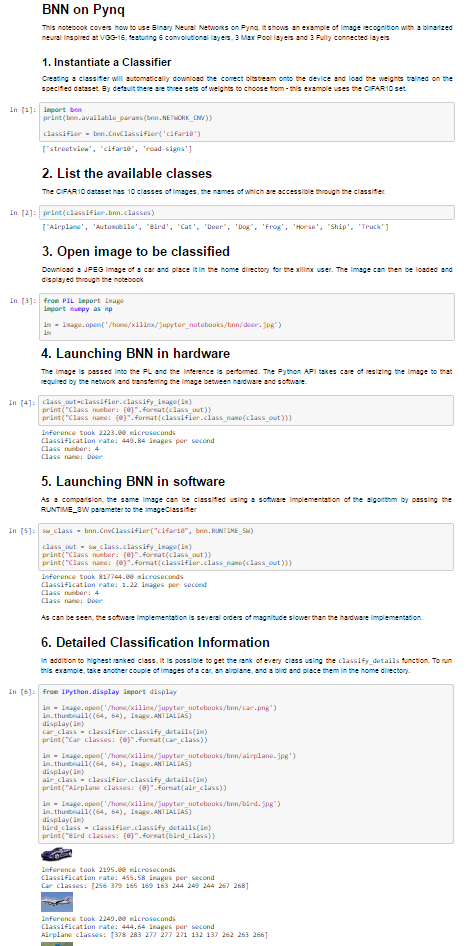 BNN on Pynq
This notebook covers how to use Binary Neural Networks on Pynq. It shows an example of image recognition with a binarized
neural inspired at VGG-16, featuring 6 convolutional layers, 3 Max Pool layers and 3 Fully connected layers
1. Instantiate a Classifier
Creating a classifier will automatically download the correct bitstream onto the device and load the weights trained on the
specified dataset. By default there are three sets of weights to choose from - this example uses the CIFAR10 set.
In [1]: import bnn
print(bnn.available_params(bnn.NETWORK_CNV))
classifier = bnn.CnvClassifier('cifar10')
['streetview', 'cifar10', 'road-signs']
2. List the available classes
The CIFAR10 dataset has 10 classes of images, the names of which are accessible through the classifier.
In [2]: print(classifier.bnn.classes)
['Airplane', 'Automobile', 'Bird', 'Cat', 'Deer', 'Dog', 'Frog', 'Horse', 'Ship', 'Truck']
3. Open image to be classified
Download a JPEG image of a car and place it in the home directory for the xilinx user. The image can then be loaded and
displayed through the notebook
In [3]: from PIL import Image
import numpy as np
im = Image.open('/home/xilinx/jupyter_notebooks/bnn/deer.jpg')
im
4. Launching BNN in hardware
The image is passed into the PL and the inference is performed. The Python API takes care of resizing the image to that
required by the network and transferring the image between hardware and software.
In [4]: class_out=classifier.classify_image(im)
print("Class number: {0}".format(class_out))
print("Class name: {0}".format(classifier.class_name(class_out)))
Inference took 2223.00 microseconds
Classification rate: 449.84 images per second
Class number: 4
Class name: Deer
5. Launching BNN in software
As a comparision, the same image can be classified using a software implementation of the algorithm by passing the
RUNTIME_SW parameter to the ImageClassifier
In [5]: sw_class = bnn.CnvClassifier("cifar10", bnn.RUNTIME_SW)
class_out = sw_class.classify_image(im)
print("Class number: {0}".format(class_out))
print("Class name: {0}".format(classifier.class_name(class_out)))
Inference took 817744.00 microseconds
Classification rate: 1.22 images per second
Class number: 4
Class name: Deer
As can be seen, the software implementation is several orders of magnitude slower than the hardware implementation.
6. Detailed Classification Information
In addition to highest ranked class, it is possible to get the rank of every class using the classify_details function. To run
this example, take another couple of images of a car, an airplane, and a bird and place them in the home directory.
In [6]: from IPython.display import display
im = Image.open('/home/xilinx/jupyter_notebooks/bnn/car.png')
im.thumbnail((64, 64), Image.ANTIALIAS)
display(im)
car_class = classifier.classify_details(im)
print("Car classes: {0}".format(car_class))
im = Image.open('/home/xilinx/jupyter_notebooks/bnn/airplane.jpg')
im.thumbnail((64, 64), Image.ANTIALIAS)
display(im)
air_class = classifier.classify_details(im)
print("Airplane classes: {0}".format(air_class))
im = Image.open('/home/xilinx/jupyter_notebooks/bnn/bird.jpg')
im.thumbnail((64, 64), Image.ANTIALIAS)
display(im)
bird_class = classifier.classify_details(im)
print("Bird classes: {0}".format(bird_class))
Inference took 2195.00 microseconds
Classification rate: 455.58 images per second
Car classes: [256 379 165 169 163 244 249 244 267 268]
Inference took 2249.00 microseconds
Classification rate: 444.64 images per second
Airplane classes: [378 283 277 277 271 132 137 262 263 266]